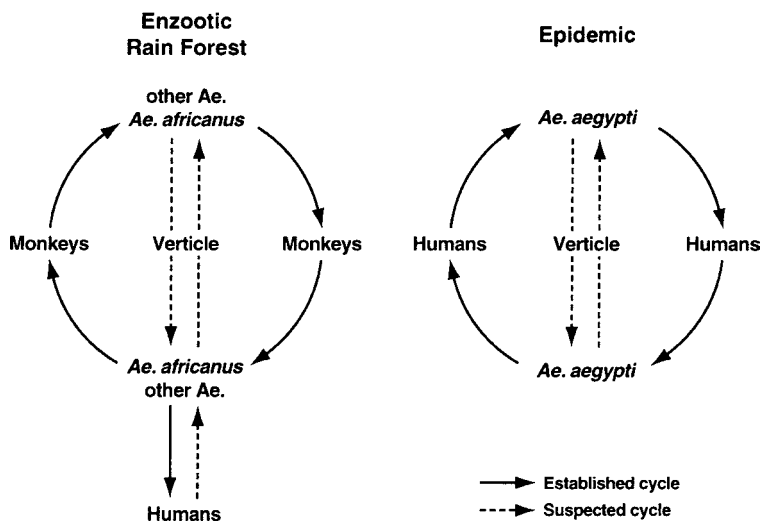 Enzootic
Rain Forest
other Ae.
Ae. africanus
Monkeys
Verticle
Monkeys
Ae. africanus
other Ae.
Humans
Epidemic
Ae. aegypti
Humans
Verticle
Humans
Ae. aegypti
Established cycle
Suspected cycle